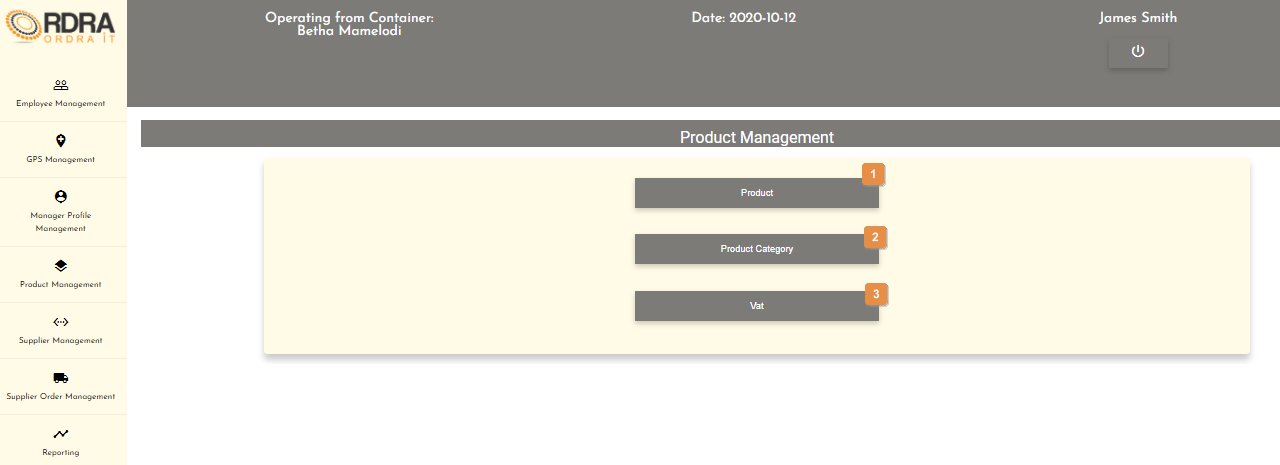 ORDRA
ORDRA IT
Operating from Container:
Betha Mamelodi
Date: 2020-10-12
James Smith
Employee Management
GPS Management
Manager Profile
Management
Product Management
Supplier Management
Supplier Order Management
Reporting
Product Management
1
Product
2
Product Category
3
Vat